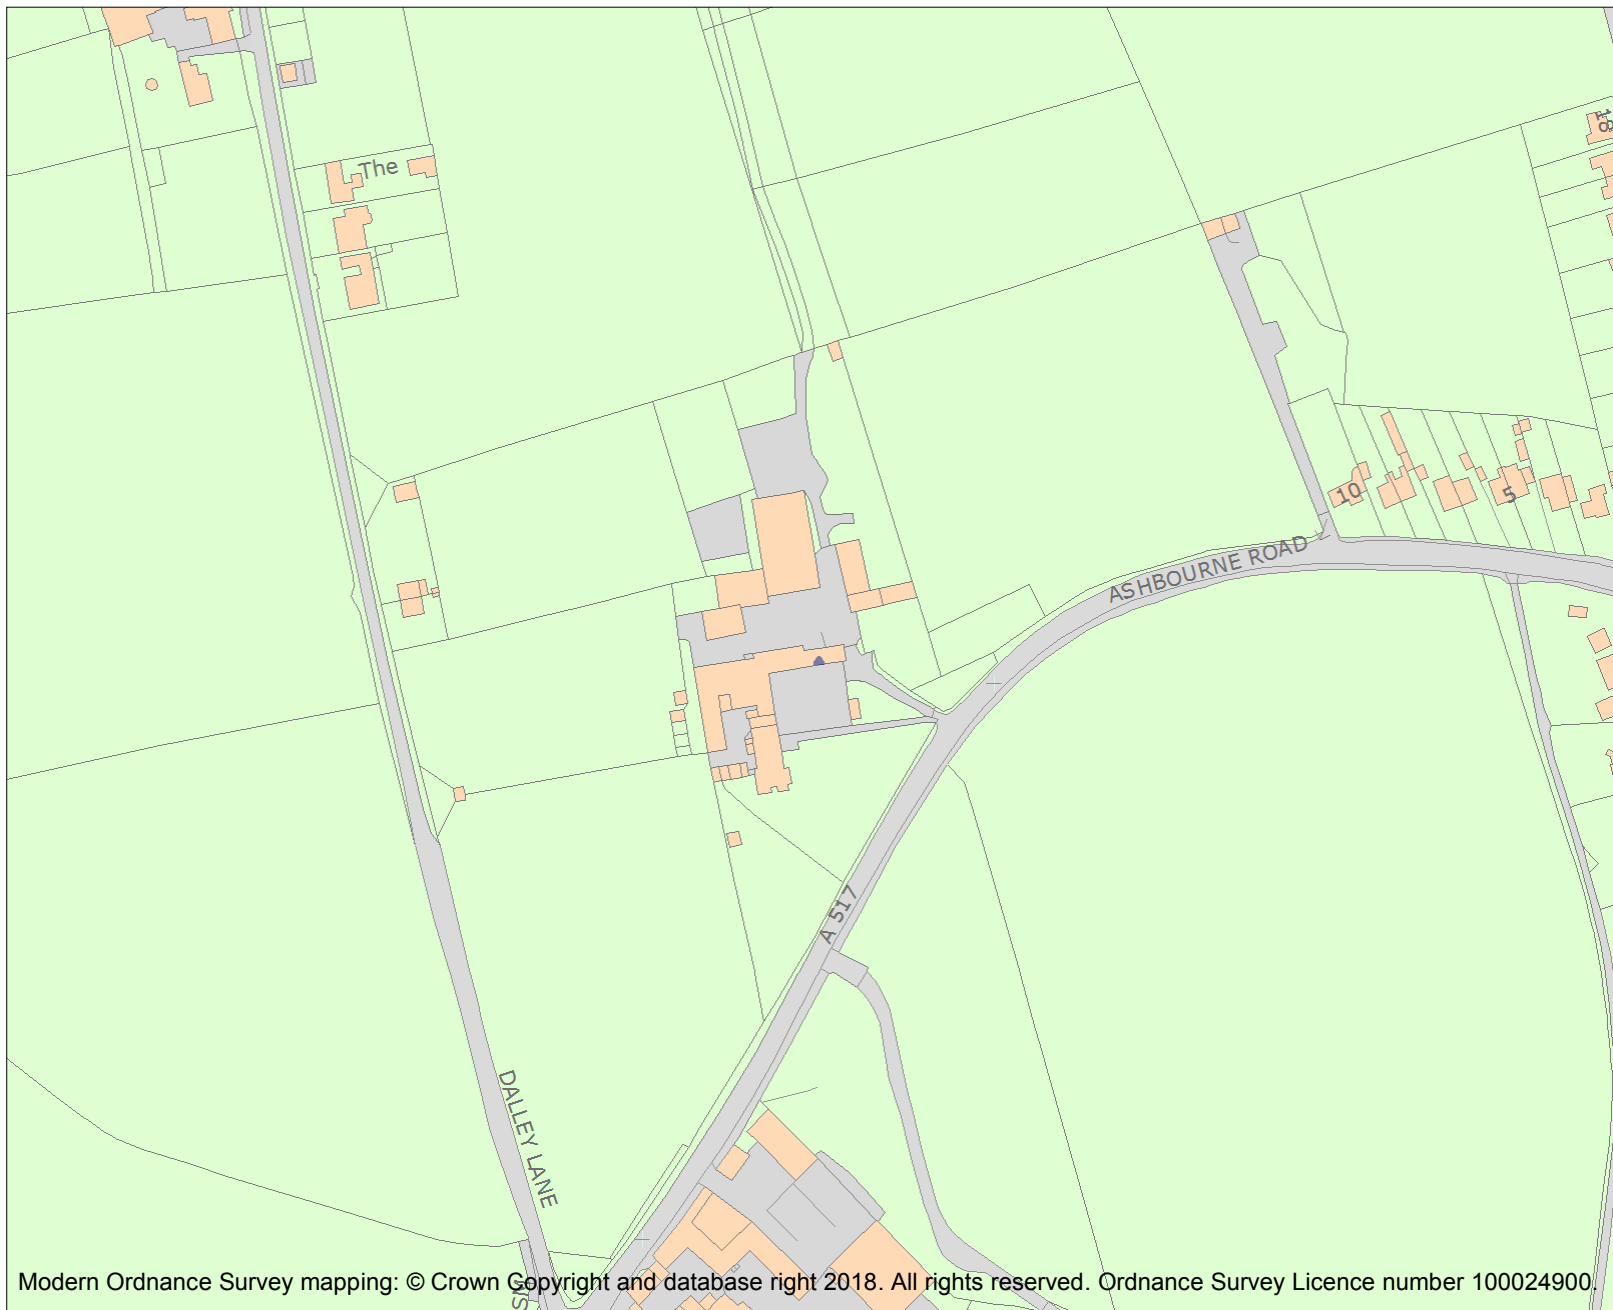 18
The
10
5
ASHBOURNE ROAD
A 517
DALLEY LANE
Modern Ordnance Survey mapping: © Crown Copyright and database right 2018. All rights reserved. Ordnance Survey Licence number 100024900.